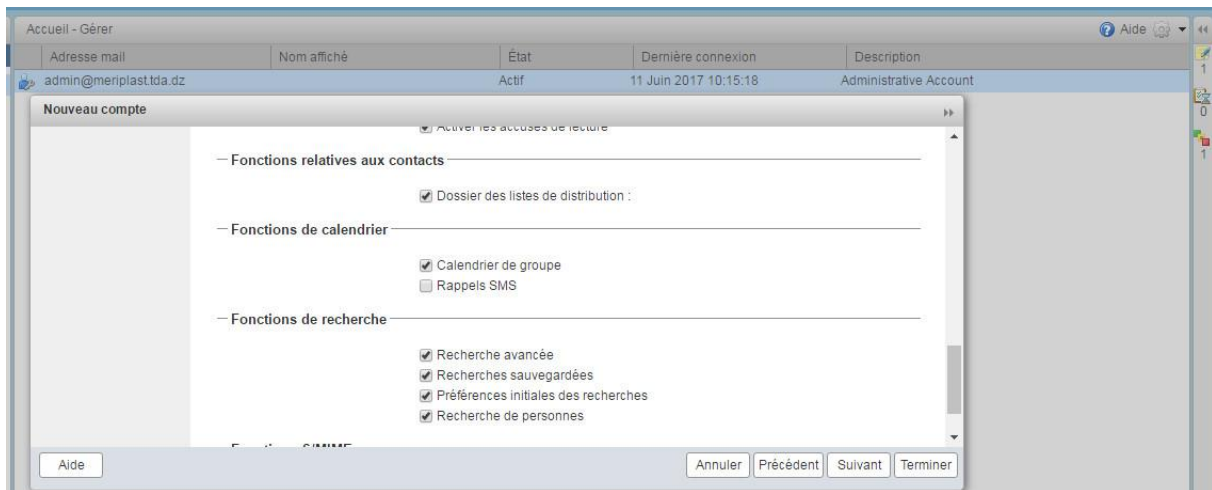 Accueil - Gérer
Aide
Adresse mail Nom affiché État Dernière connexion Description
admin@meriplast.tda.dz Actif 11 Juin 2017 10:15:18 Administrative Account
1
0
1
Nouveau compte
Activer les accusés de lecture
Fonctions relatives aux contacts
Dossier des listes de distribution :
Fonctions de calendrier
Calendrier de groupe
Rappels SMS
Fonctions de recherche
Recherche avancée
Recherches sauvegardées
Préférences initiales des recherches
Recherche de personnes
Aide Annuler Précédent Suivant Terminer